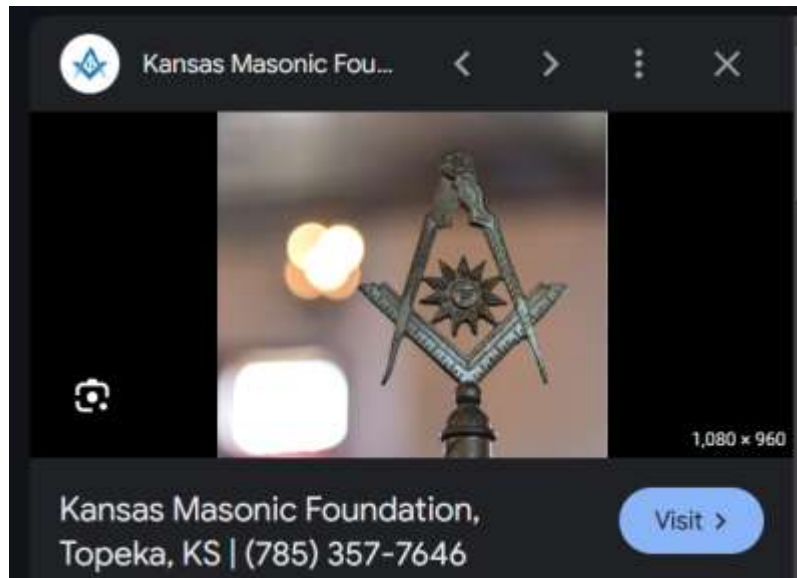 Kansas Masonic Fou...
1,080 × 960
Kansas Masonic Foundation,
Topeka, KS | (785) 357-7646
Visit >